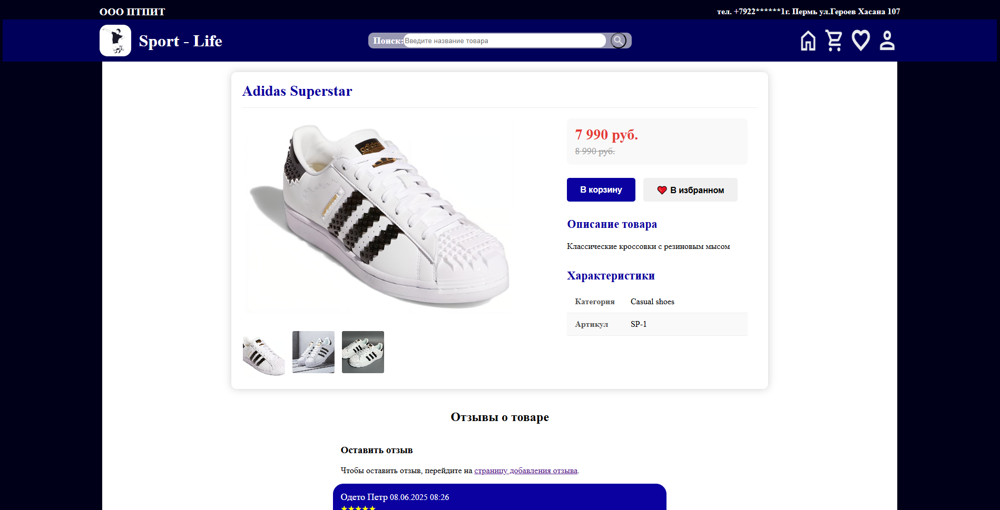 ООО ПТПИТ
тел. +7922******1г. Пермь ул.Героев Хасана 107
Sport - Life
Поиск: Введите название товара
Adidas Superstar
adidas
7 990 руб.
8 990 руб.
В корзину
В избранном
Описание товара
Классические кроссовки с резиновым мысом
Характеристики
Категория Casual shoes
Артикул SP-1
Отзывы о товаре
Оставить отзыв
Чтобы оставить отзыв, перейдите на страницу добавления отзыва.
Одето Петр 08.06.2025 08:26
★★★★★